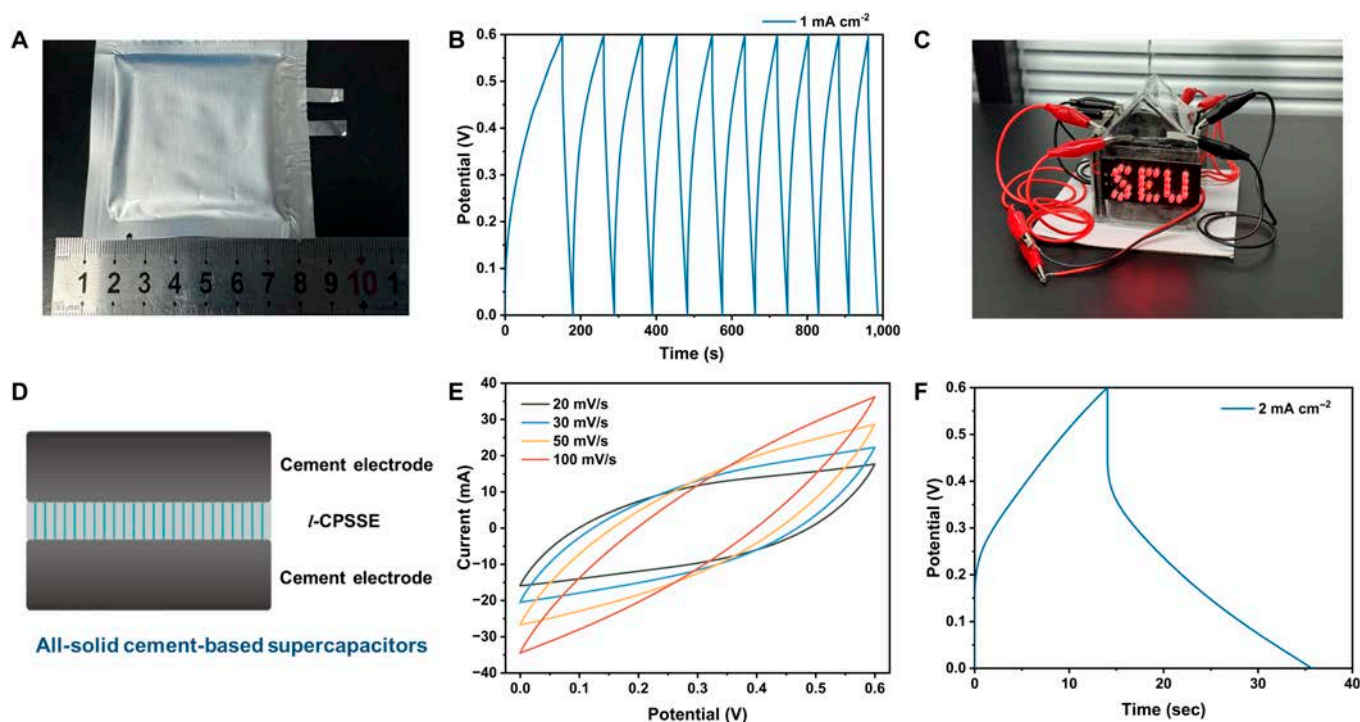 A
mm
1 2 3 4 5 6 7 8 9 10 1
B
1 mA cm⁻²
Potential (V)
0.6
0.5
0.4
0.3
0.2
0.1
0.0
0 200 400 600 800 1,000
Time (s)
C
SEU
D
Cement electrode
l-CPSSE
Cement electrode
All-solid cement-based supercapacitors
E
20 mV/s
30 mV/s
50 mV/s
100 mV/s
Current (mA)
40
30
20
10
0
−10
−20
−30
−40
0.0 0.1 0.2 0.3 0.4 0.5 0.6
Potential (V)
F
2 mA cm⁻²
Potential (V)
0.6
0.5
0.4
0.3
0.2
0.1
0.0
0 10 20 30 40
Time (sec)